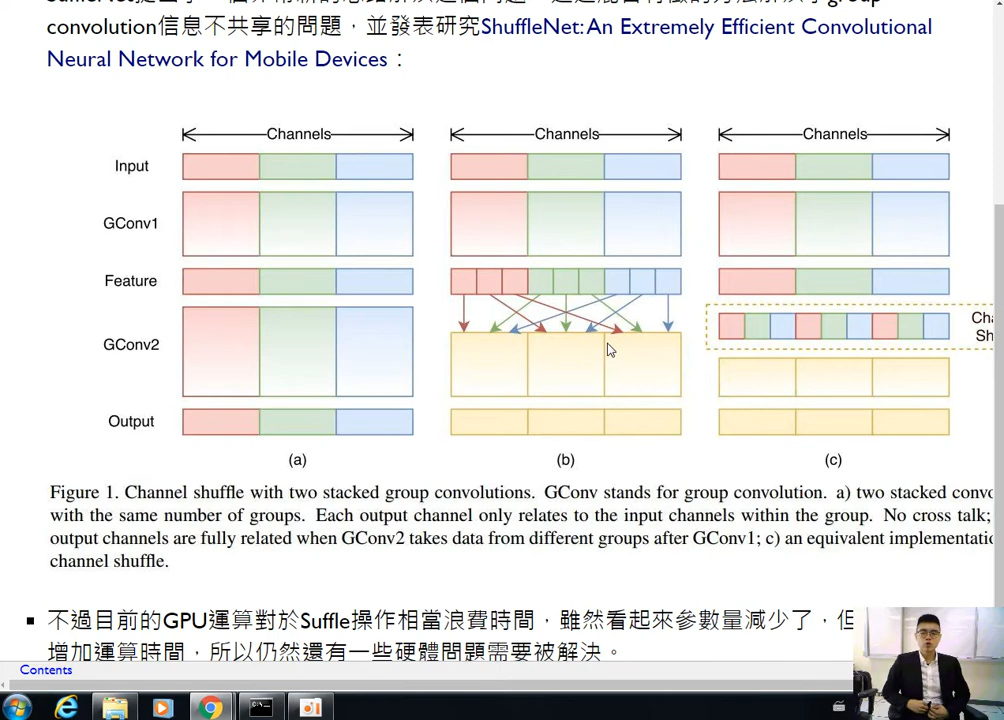 convolution信息不共享的問題，並發表研究ShuffleNet: An Extremely Efficient Convolutional
Neural Network for Mobile Devices：
Channels Channels Channels
Input
GConv1
Feature
Cha
Sh
GConv2
Output
(a) (b) (c)
Figure 1. Channel shuffle with two stacked group convolutions. GConv stands for group convolution. a) two stacked convo
with the same number of groups. Each output channel only relates to the input channels within the group. No cross talk;
output channels are fully related when GConv2 takes data from different groups after GConv1; c) an equivalent implementatio
channel shuffle.
▪ 不過目前的GPU運算對於Suffle操作相當浪費時間，雖然看起來參數量減少了，但
增加運算時間，所以仍然還有一些硬體問題需要被解決。
Contents